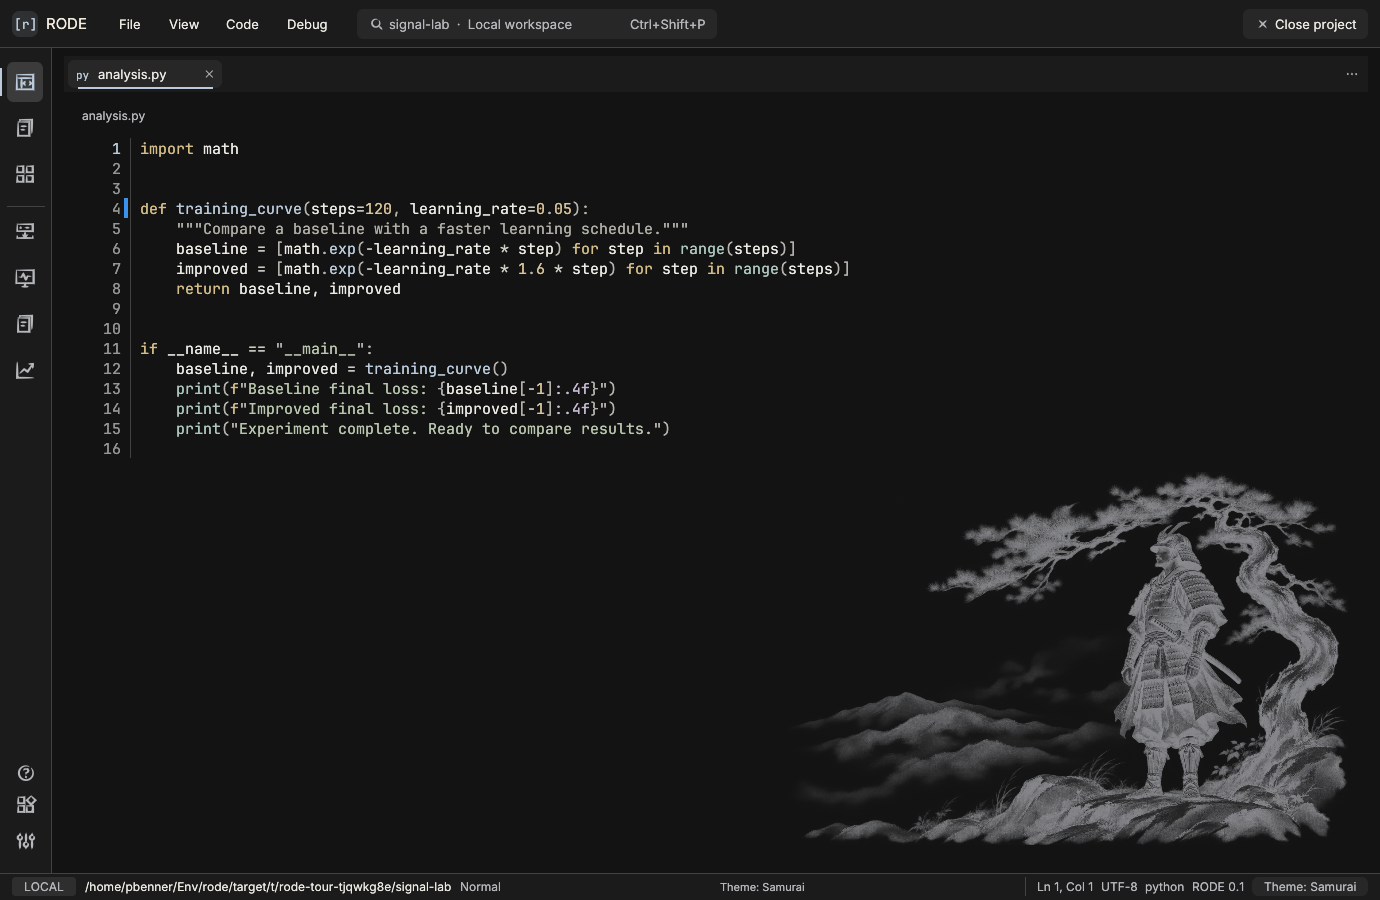 [r] RODE File View Code Debug signal-lab · Local workspace Ctrl+Shift+P × Close project
py analysis.py × ...
analysis.py
1 import math
2
3
4 def training_curve(steps=120, learning_rate=0.05):
5     """Compare a baseline with a faster learning schedule."""
6     baseline = [math.exp(-learning_rate * step) for step in range(steps)]
7     improved = [math.exp(-learning_rate * 1.6 * step) for step in range(steps)]
8     return baseline, improved
9
10
11 if __name__ == "__main__":
12     baseline, improved = training_curve()
13     print(f"Baseline final loss: {baseline[-1]:.4f}")
14     print(f"Improved final loss: {improved[-1]:.4f}")
15     print("Experiment complete. Ready to compare results.")
16
LOCAL /home/pbenner/Env/rode/target/t/rode-tour-tjqwkg8e/signal-lab Normal Theme: Samurai Ln 1, Col 1 UTF-8 python RODE 0.1 Theme: Samurai